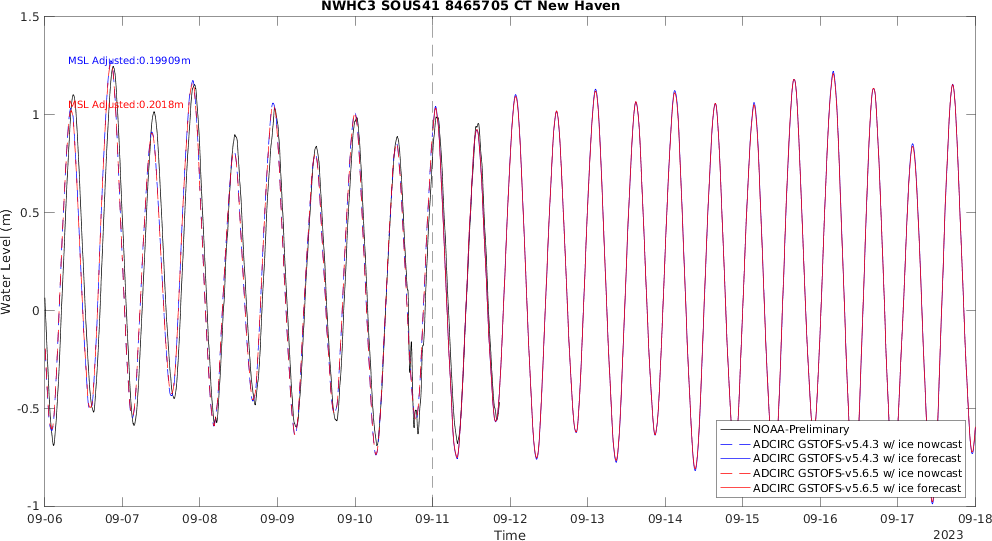 NWHC3 SOUS41 8465705 CT New Haven
1.5
MSL Adjusted:0.19909m
MSL Adjusted:0.2018m
1
0.5
Water Level (m)
0
-0.5
-1
NOAA-Preliminary
ADCIRC GSTOFS-v5.4.3 w/ ice nowcast
ADCIRC GSTOFS-v5.4.3 w/ ice forecast
ADCIRC GSTOFS-v5.6.5 w/ ice nowcast
ADCIRC GSTOFS-v5.6.5 w/ ice forecast
09-06 09-07 09-08 09-09 09-10 09-11 09-12 09-13 09-14 09-15 09-16 09-17 09-18
Time
2023